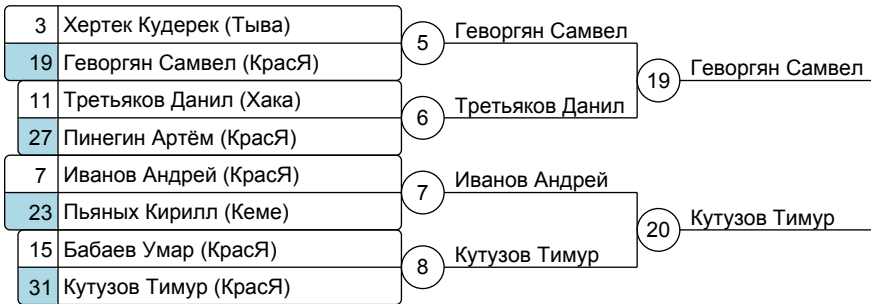 3 Хертек Кудерек (Тыва)
19 Геворгян Самвел (КрасЯ)
5 Геворгян Самвел
11 Третьяков Данил (Хака)
27 Пинегин Артём (КрасЯ)
6 Третьяков Данил
19 Геворгян Самвел
7 Иванов Андрей (КрасЯ)
23 Пьяных Кирилл (Кеме)
7 Иванов Андрей
15 Бабаев Умар (КрасЯ)
31 Кутузов Тимур (КрасЯ)
8 Кутузов Тимур
20 Кутузов Тимур